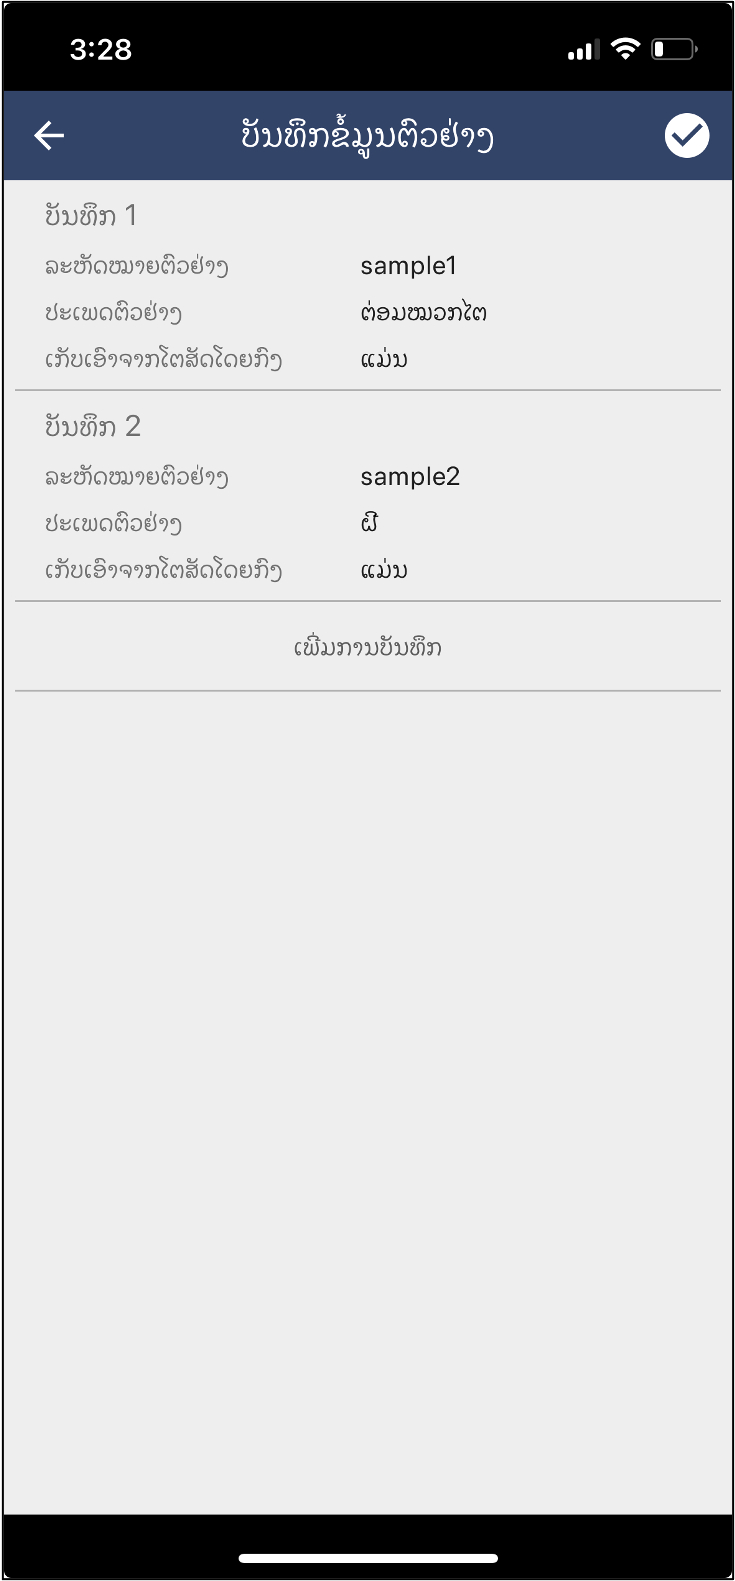 3:28
ບັນທຶກຂໍ້ມູນຕົວຢ່າງ
ບັນທຶກ 1
ລະຫັດໝາຍຕົວຢ່າງ sample1
ປະເພດຕົວຢ່າງ ຕ່ອມໝວກໄຕ
ເກັບເອົາຈາກໂຕສັດໂດຍກົງ ແມ່ນ
ບັນທຶກ 2
ລະຫັດໝາຍຕົວຢ່າງ sample2
ປະເພດຕົວຢ່າງ ຝີ
ເກັບເອົາຈາກໂຕສັດໂດຍກົງ ແມ່ນ
ເພີ່ມການບັນທຶກ